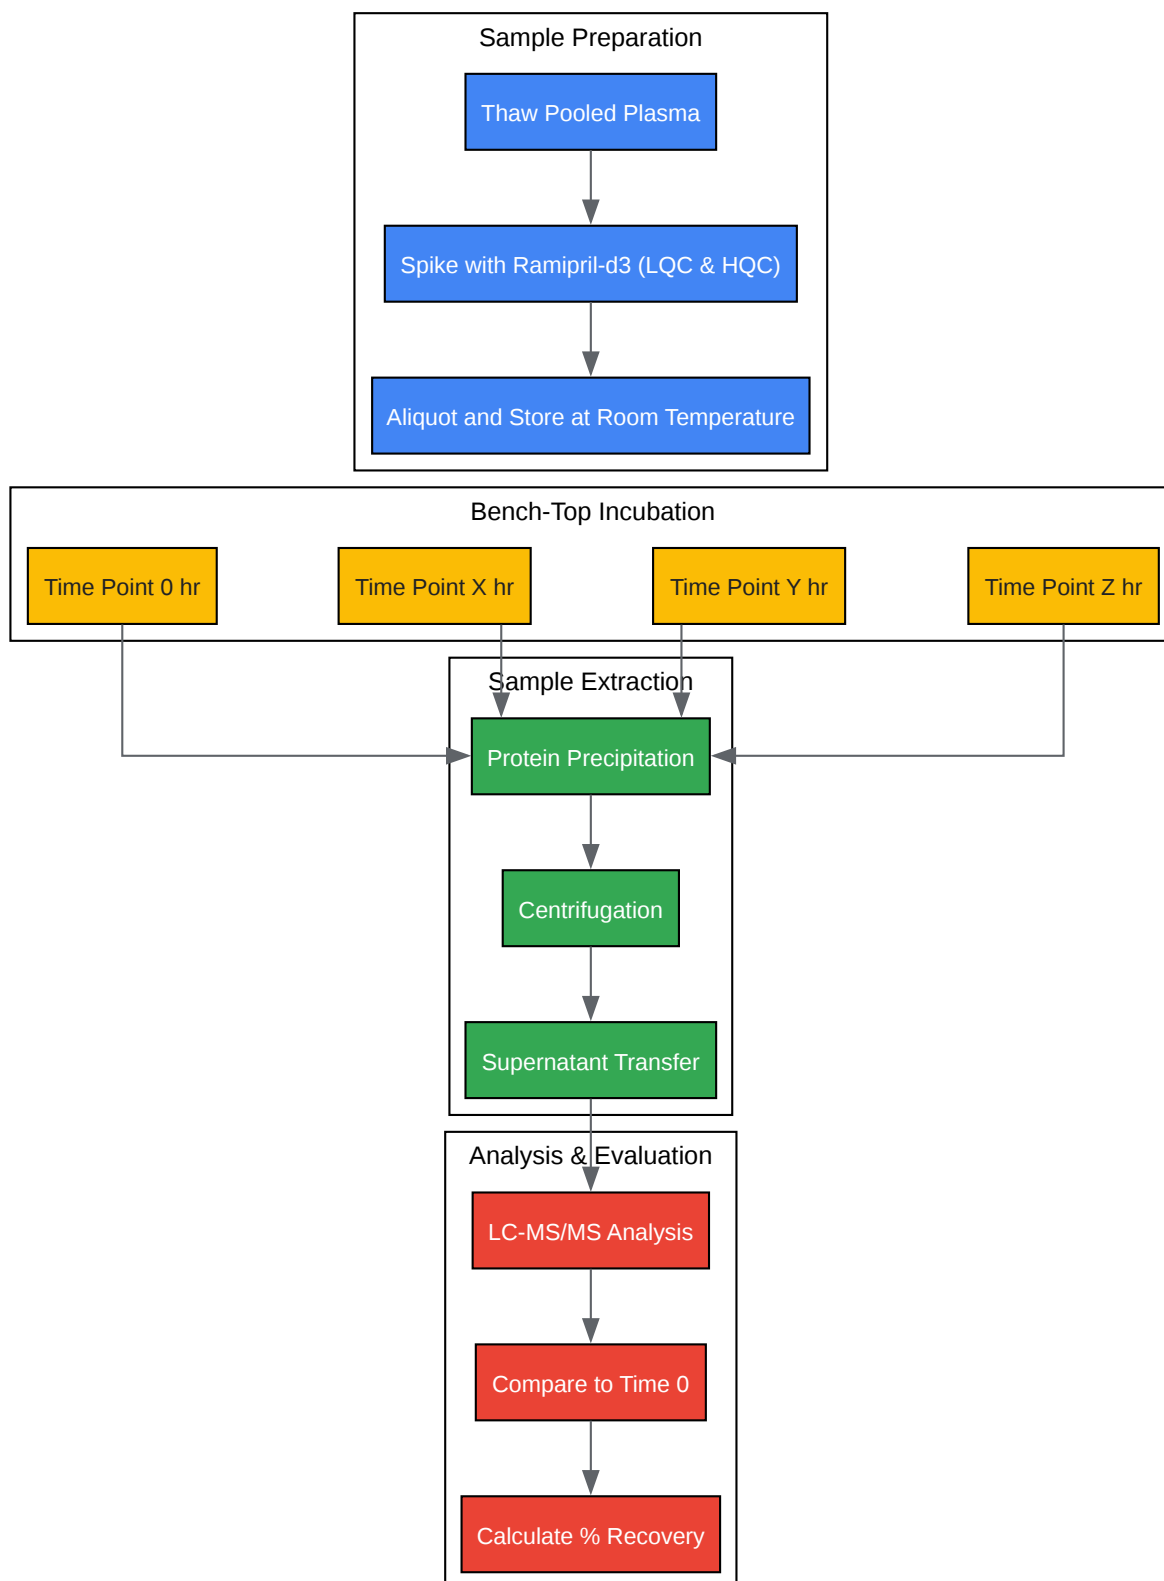 Sample Preparation
Thaw Pooled Plasma
Spike with Ramipril-d3 (LQC & HQC)
Aliquot and Store at Room Temperature
Bench-Top Incubation
Time Point 0 hr
Time Point X hr
Time Point Y hr
Time Point Z hr
Sample Extraction
Protein Precipitation
Centrifugation
Supernatant Transfer
Analysis & Evaluation
LC-MS/MS Analysis
Compare to Time 0
Calculate % Recovery